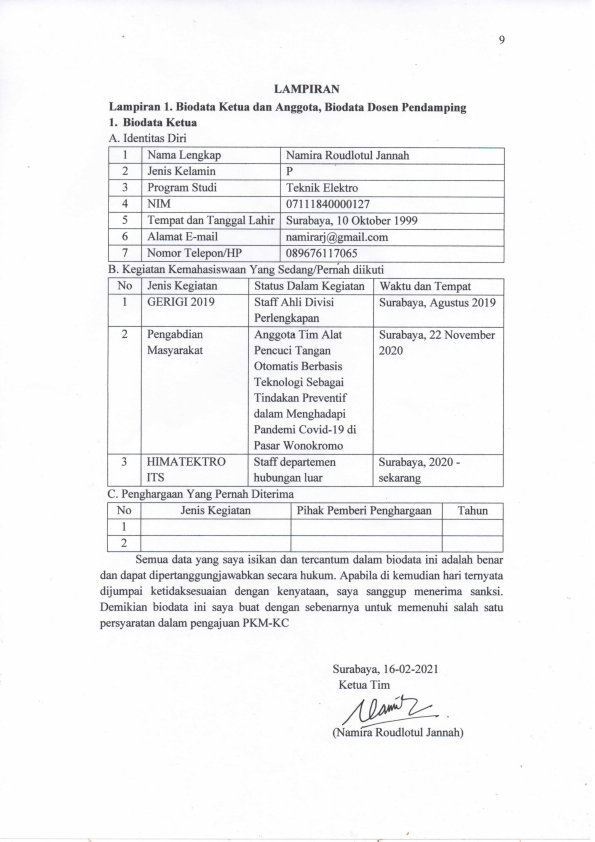 9
LAMPIRAN
Lampiran 1. Biodata Ketua dan Anggota, Biodata Dosen Pendamping
1. Biodata Ketua
A. Identitas Diri
1 Nama Lengkap Namira Roudlotul Jannah
2 Jenis Kelamin P
3 Program Studi Teknik Elektro
4 NIM 07111840000127
5 Tempat dan Tanggal Lahir Surabaya, 10 Oktober 1999
6 Alamat E-mail namirarj@gmail.com
7 Nomor Telepon/HP 089676117065
B. Kegiatan Kemahasiswaan Yang Sedang/Pernah diikuti
No Jenis Kegiatan Status Dalam Kegiatan Waktu dan Tempat
1 GERIGI 2019 Staff Ahli Divisi Surabaya, Agustus 2019
Perlengkapan
2 Pengabdian Anggota Tim Alat Surabaya, 22 November
Masyarakat Pencuci Tangan 2020
Otomatis Berbasis
Teknologi Sebagai
Tindakan Preventif
dalam Menghadapi
Pandemi Covid-19 di
Pasar Wonokromo
3 HIMATEKTRO Staff departemen Surabaya, 2020 -
ITS hubungan luar sekarang
C. Penghargaan Yang Pernah Diterima
No Jenis Kegiatan Pihak Pemberi Penghargaan Tahun
1
2
Semua data yang saya isikan dan tercantum dalam biodata ini adalah benar
dan dapat dipertanggungjawabkan secara hukum. Apabila di kemudian hari ternyata
dijumpai ketidaksesuaian dengan kenyataan, saya sanggup menerima sanksi.
Demikian biodata ini saya buat dengan sebenarnya untuk memenuhi salah satu
persyaratan dalam pengajuan PKM-KC
Surabaya, 16-02-2021
Ketua Tim
(Namira Roudlotul Jannah)